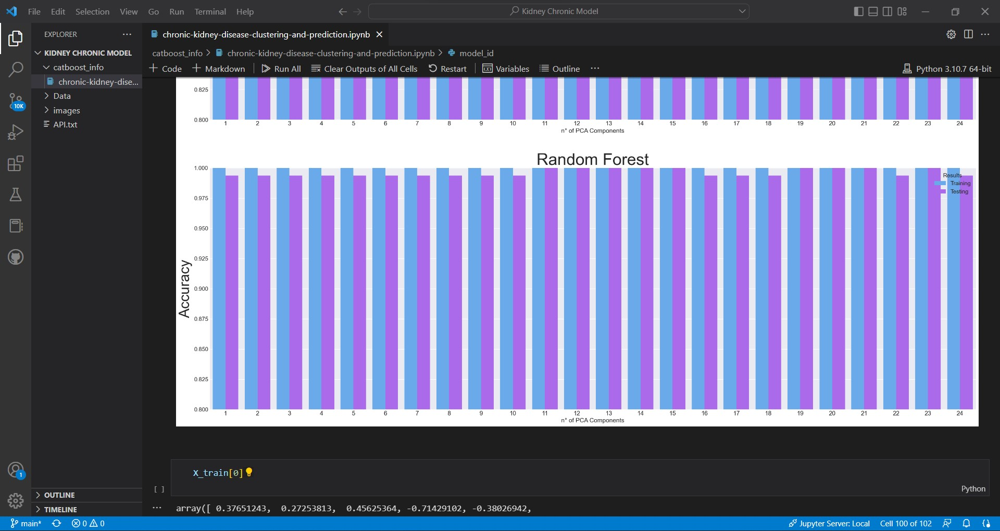 File Edit Selection View Go Run Terminal Help
Kidney Chronic Model
EXPLORER
KIDNEY CHRONIC MODEL
catboost_info
chronic-kidney-dise...
Data
images
API.txt
10K
1
OUTLINE
TIMELINE
chronic-kidney-disease-clustering-and-prediction.ipynb
catboost_info > chronic-kidney-disease-clustering-and-prediction.ipynb > model_id
+ Code + Markdown Run All Clear Outputs of All Cells Restart Variables Outline ... Python 3.10.7 64-bit
0.825
0.800
1 2 3 4 5 6 7 8 9 10 11 12 13 14 15 16 17 18 19 20 21 22 23 24
n° of PCA Components
Random Forest
Accuracy
1.000
0.975
0.950
0.925
0.900
0.875
0.850
0.825
0.800
Results
Training
Testing
1 2 3 4 5 6 7 8 9 10 11 12 13 14 15 16 17 18 19 20 21 22 23 24
n° of PCA Components
X_train[0]
[ ]
Python
... array([ 0.37651243, 0.27253813, 0.45625364, -0.71429102, -0.38026942,
main* 0 0 Jupyter Server: Local Cell 100 of 102